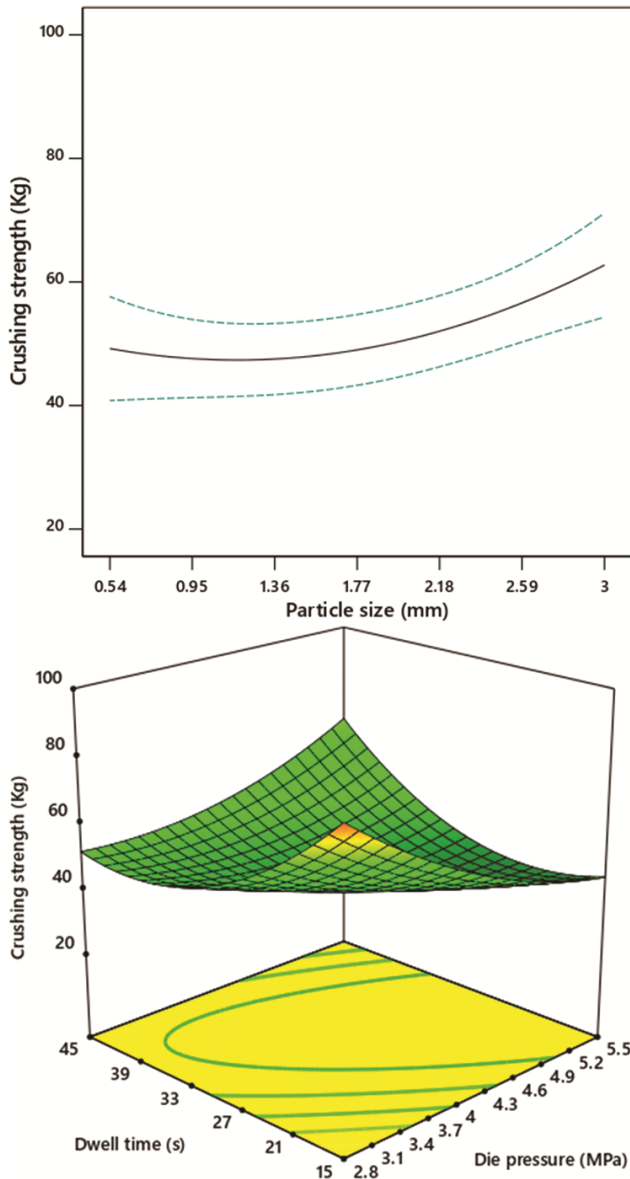 100
80
60
40
20
Crushing strength (Kg)
0.54 0.95 1.36 1.77 2.18 2.59 3
Particle size (mm)
100
80
60
40
20
Crushing strength (Kg)
45 39 33 27 21 15
Dwell time (s)
2.8 3.1 3.4 3.7 4 4.3 4.6 4.9 5.2 5.5
Die pressure (MPa)